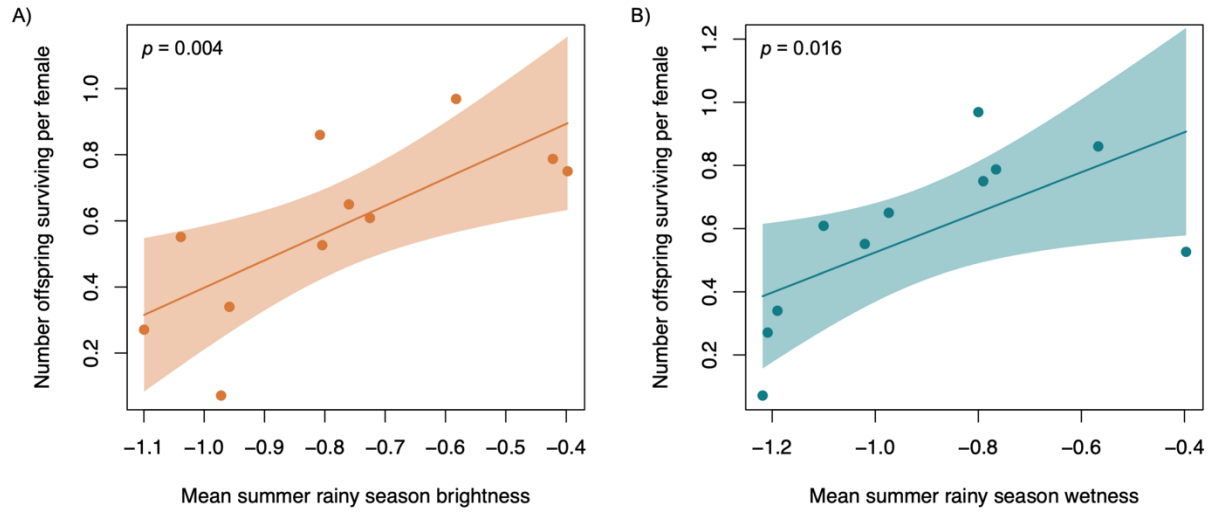 A)
p = 0.004
Number offspring surviving per female
1.0
0.8
0.6
0.4
0.2
−1.1 −1.0 −0.9 −0.8 −0.7 −0.6 −0.5 −0.4
Mean summer rainy season brightness
B)
p = 0.016
Number offspring surviving per female
1.2
1.0
0.8
0.6
0.4
0.2
−1.2 −1.0 −0.8 −0.6 −0.4
Mean summer rainy season wetness